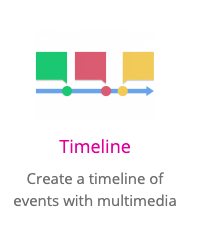 Timeline
Create a timeline of
events with multimedia